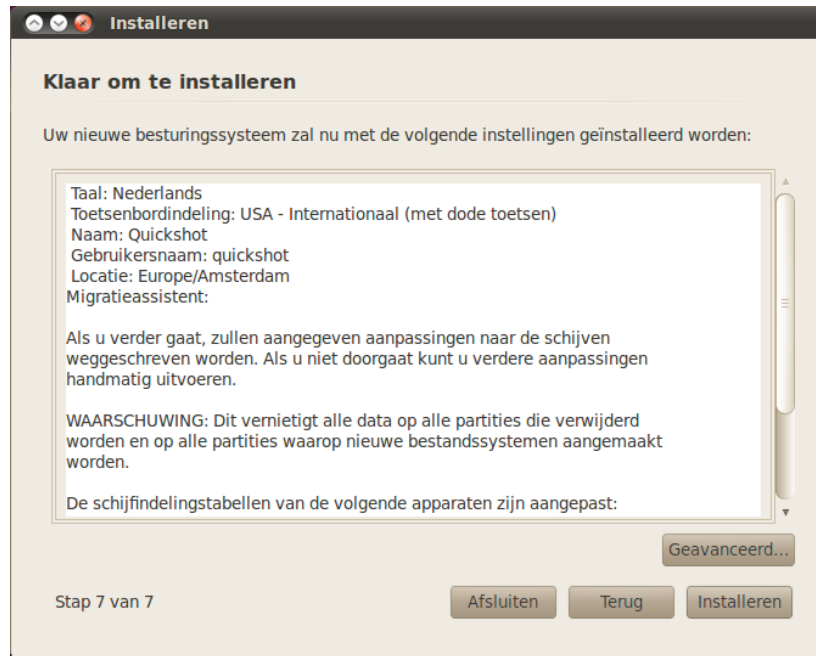 Installeren
Klaar om te installeren
Uw nieuwe besturingssysteem zal nu met de volgende instellingen geïnstalleerd worden:
Taal: Nederlands
Toetsenbordindeling: USA - Internationaal (met dode toetsen)
Naam: Quickshot
Gebruikersnaam: quickshot
Locatie: Europe/Amsterdam
Migratieassistent:
Als u verder gaat, zullen aangegeven aanpassingen naar de schijven
weggeschreven worden. Als u niet doorgaat kunt u verdere aanpassingen
handmatig uitvoeren.
WAARSCHUWING: Dit vernietigt alle data op alle partities die verwijderd
worden en op alle partities waarop nieuwe bestandssystemen aangemaakt
worden.
De schijfindelingstabellen van de volgende apparaten zijn aangepast:
Geavanceerd...
Stap 7 van 7
Afsluiten
Terug
Installeren